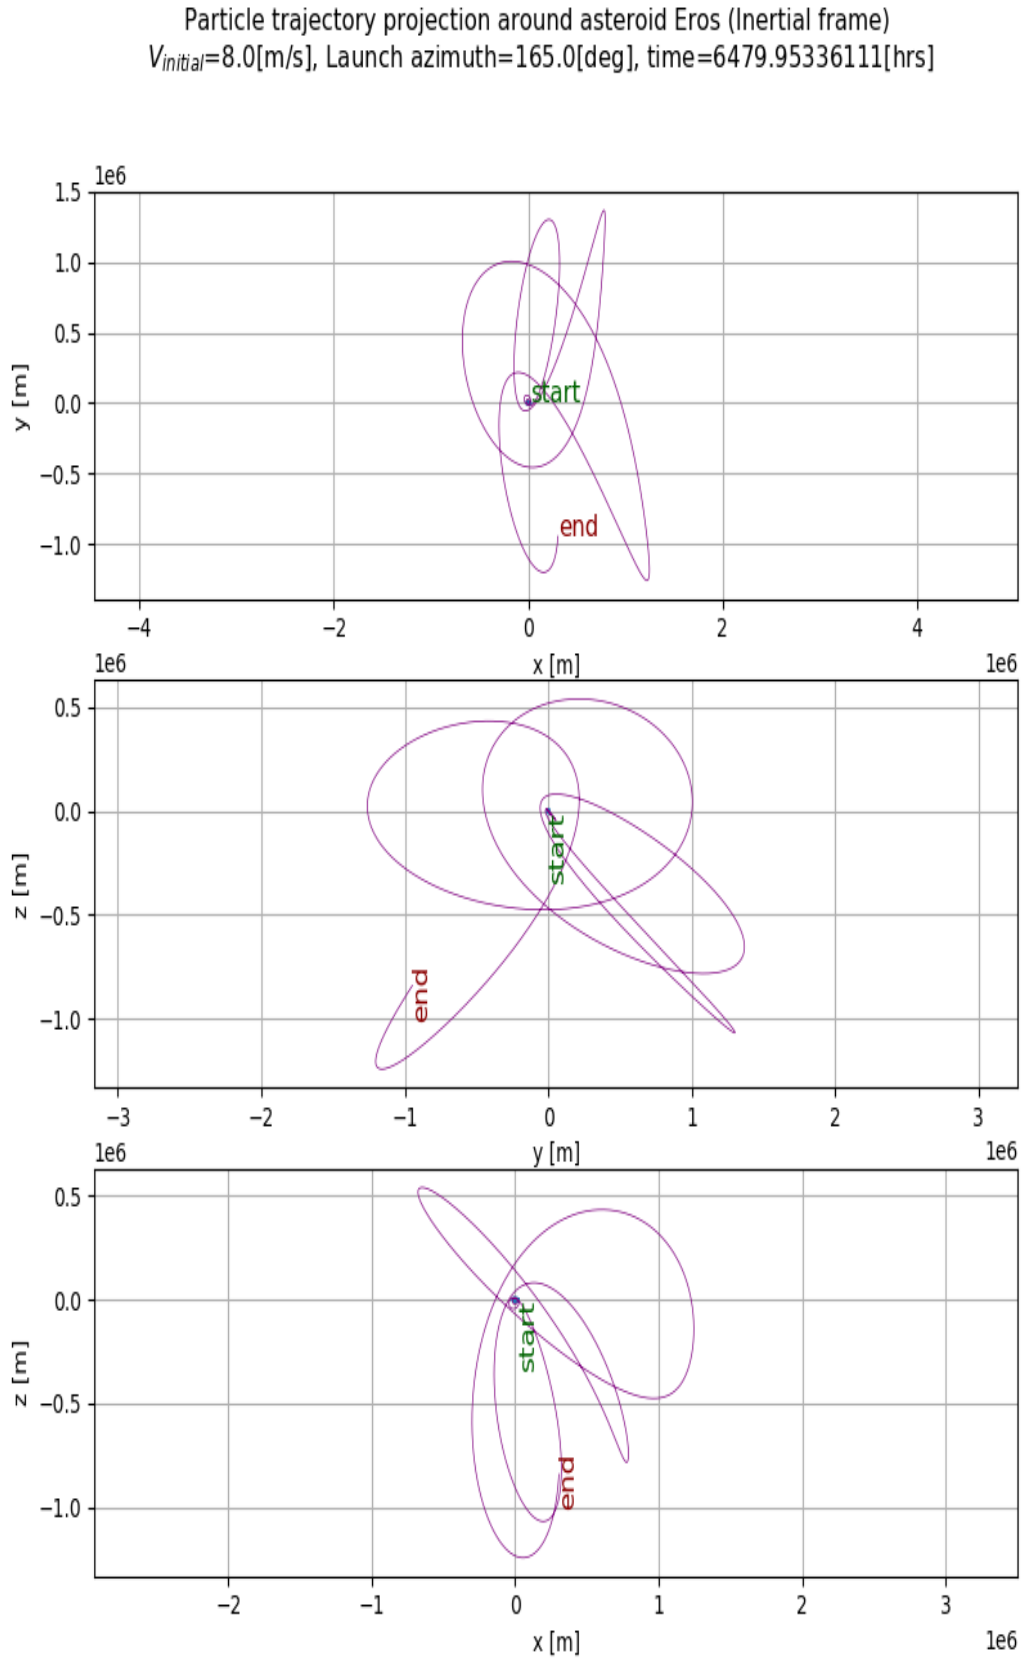 Particle trajectory projection around asteroid Eros (Inertial frame)
V_initial=8.0[m/s], Launch azimuth=165.0[deg], time=6479.95336111[hrs]
1e6
1.5
1.0
0.5
0.0
−0.5
−1.0
y [m]
start
end
−4 −2 0 2 4
x [m]
1e6
1e6
0.5
0.0
−0.5
−1.0
z [m]
start
end
−3 −2 −1 0 1 2 3
y [m]
1e6
1e6
0.5
0.0
−0.5
−1.0
z [m]
start
end
−2 −1 0 1 2 3
x [m]
1e6